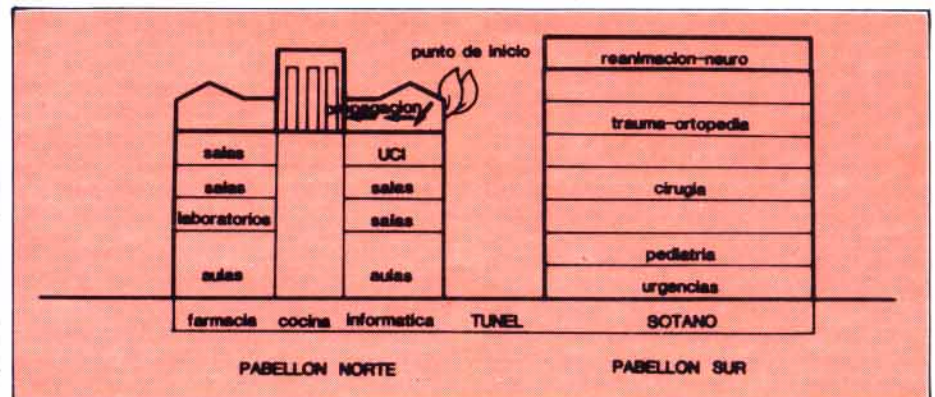 punto de inicio
reanimacion-neuro
propagacion
trauma-ortopedia
salas UCI
salas salas cirugia
laboratorios salas
pediatria
aulas aulas
urgencias
farmacia cocina informatica TUNEL SOTANO
PABELLON NORTE PABELLON SUR